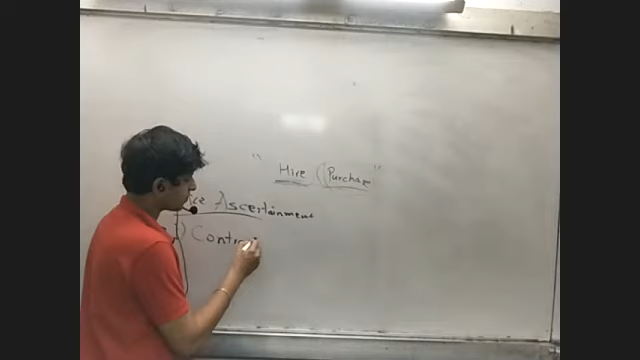 "Hire (Purchase"
Ascertainment
) Contr